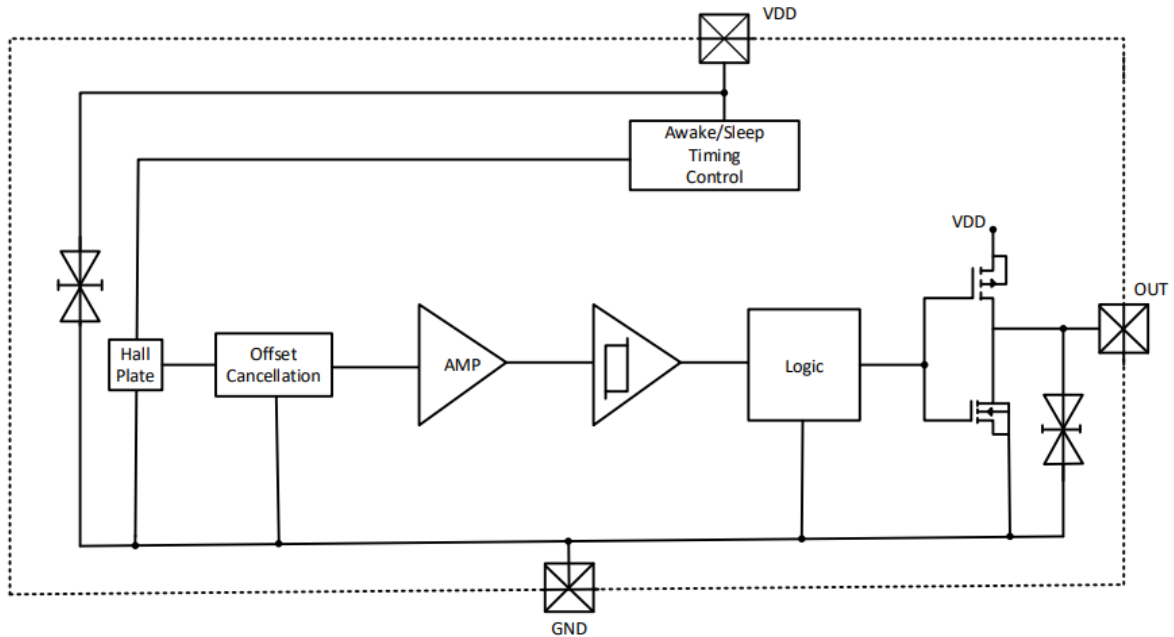 VDD
Awake/Sleep
Timing
Control
VDD
OUT
Hall
Plate
Offset
Cancellation
AMP
Logic
GND